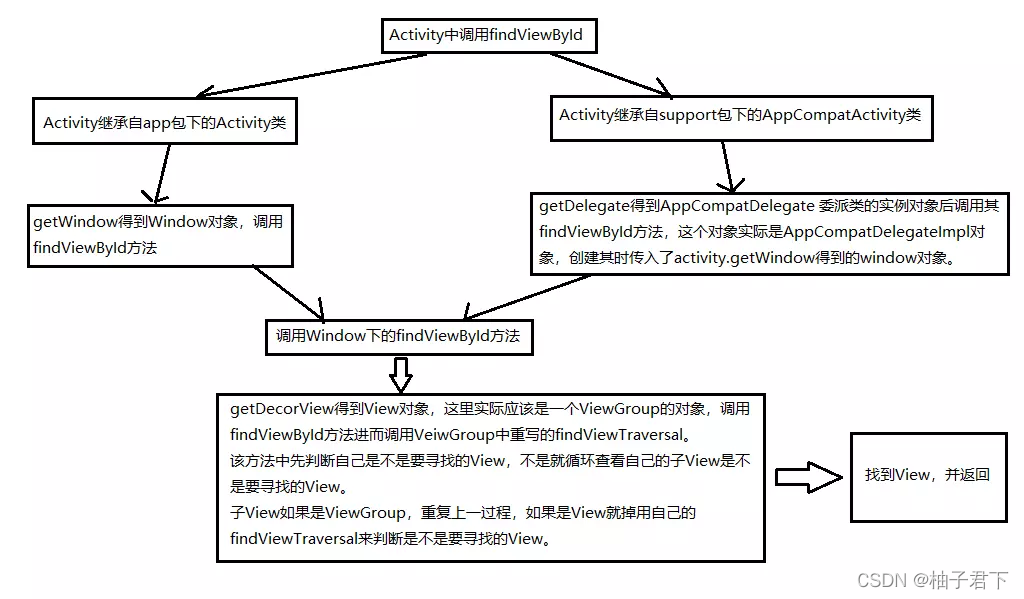 Activity中调用findViewById
Activity继承自app包下的Activity类
Activity继承自support包下的AppCompatActivity类
getWindow得到Window对象，调用
findViewById方法
getDelegate得到AppCompatDelegate 委派类的实例对象后调用其
findViewById方法，这个对象实际是AppCompatDelegateImpl对
象，创建其时传入了activity.getWindow得到的window对象。
调用Window下的findViewById方法
getDecorView得到View对象，这里实际应该是一个ViewGroup的对象，调用
findViewById方法进而调用VeiwGroup中重写的findViewTraversal。
该方法中先判断自己是不是要寻找的View，不是就循环查看自己的子View是不
是要寻找的View。
子View如果是ViewGroup，重复上一过程，如果是View就掉用自己的
findViewTraversal来判断是不是要寻找的View。
找到View，并返回
CSDN @柚子君下